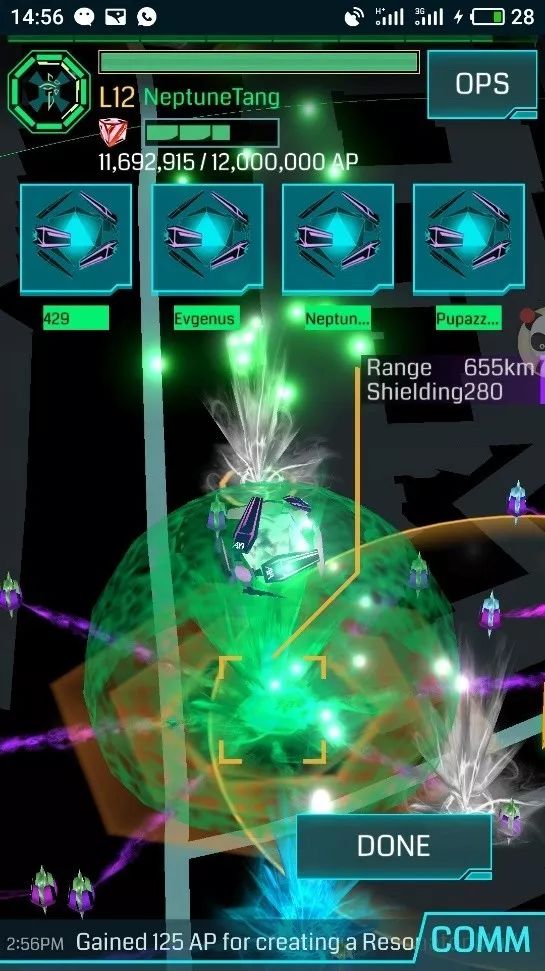 14:56
H+
3G
28
L12 NeptuneTang
OPS
11,692,915 / 12,000,000 AP
429
Evgenus
Neptun...
Pupazz...
Range 655km
Shielding280
DONE
2:56PM Gained 125 AP for creating a Reso
COMM